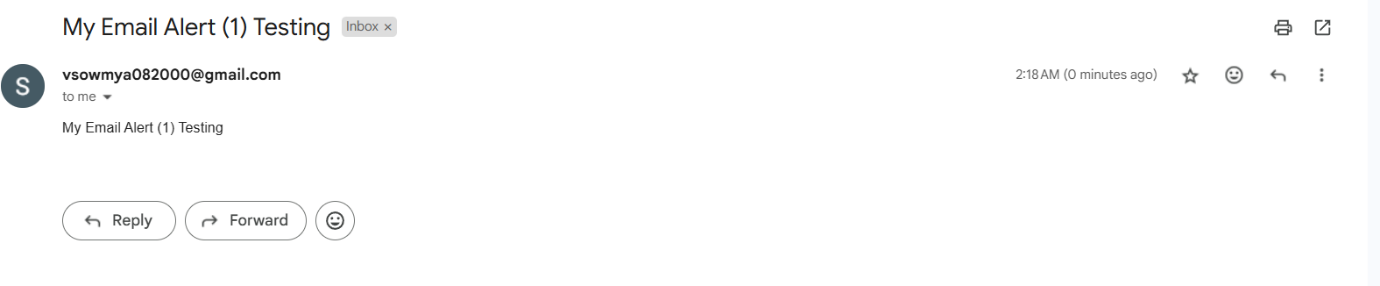 My Email Alert (1) Testing Inbox ×
S
vsowmya082000@gmail.com 2:18 AM (0 minutes ago)
to me
My Email Alert (1) Testing
Reply Forward